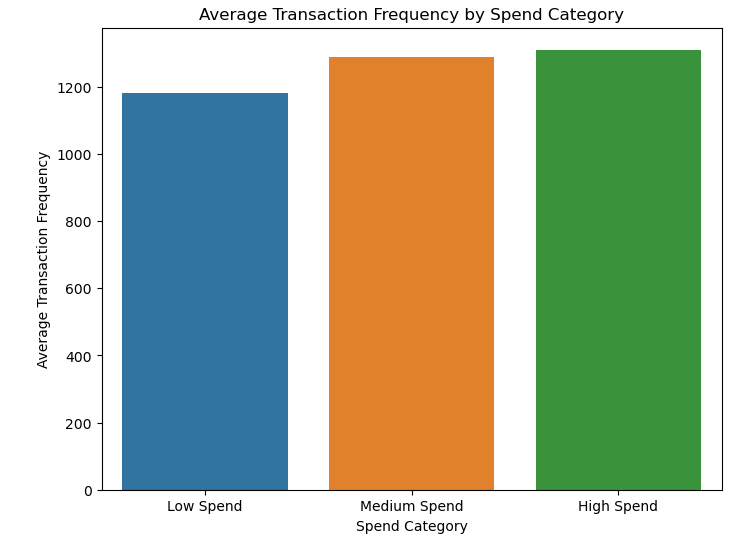 Average Transaction Frequency by Spend Category
Average Transaction Frequency
1200
1000
800
600
400
200
0
Low Spend
Medium Spend
High Spend
Spend Category